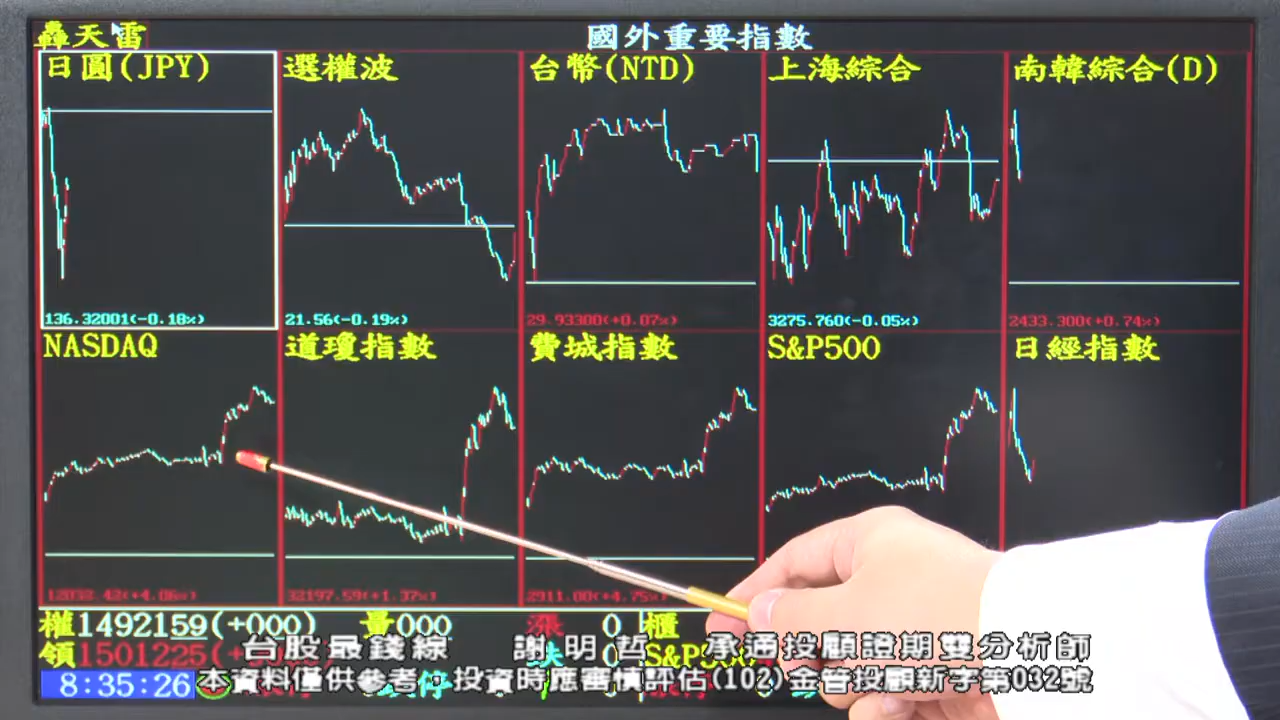 轟天雷
國外重要指數
日圓(JPY)
選權波
台幣(NTD)
上海綜合
南韓綜合(D)
136.32001(-0.18%)
21.56(-0.19%)
29.93300(+0.07%)
3275.760(-0.05%)
2433.300(+0.74%)
NASDAQ
道瓊指數
費城指數
S&P500
日經指數
12032.42(+4.06%)
32197.59(+1.37%)
2911.00(+4.75%)
權1492159(+000)
量000
漲
0
櫃
領1501225
0
S&P500
台股最錢線 謝明哲 承通投顧證期雙分析師
8:35:26
本資料僅供參考，投資時應審慎評估(102)金管投顧新字第032號